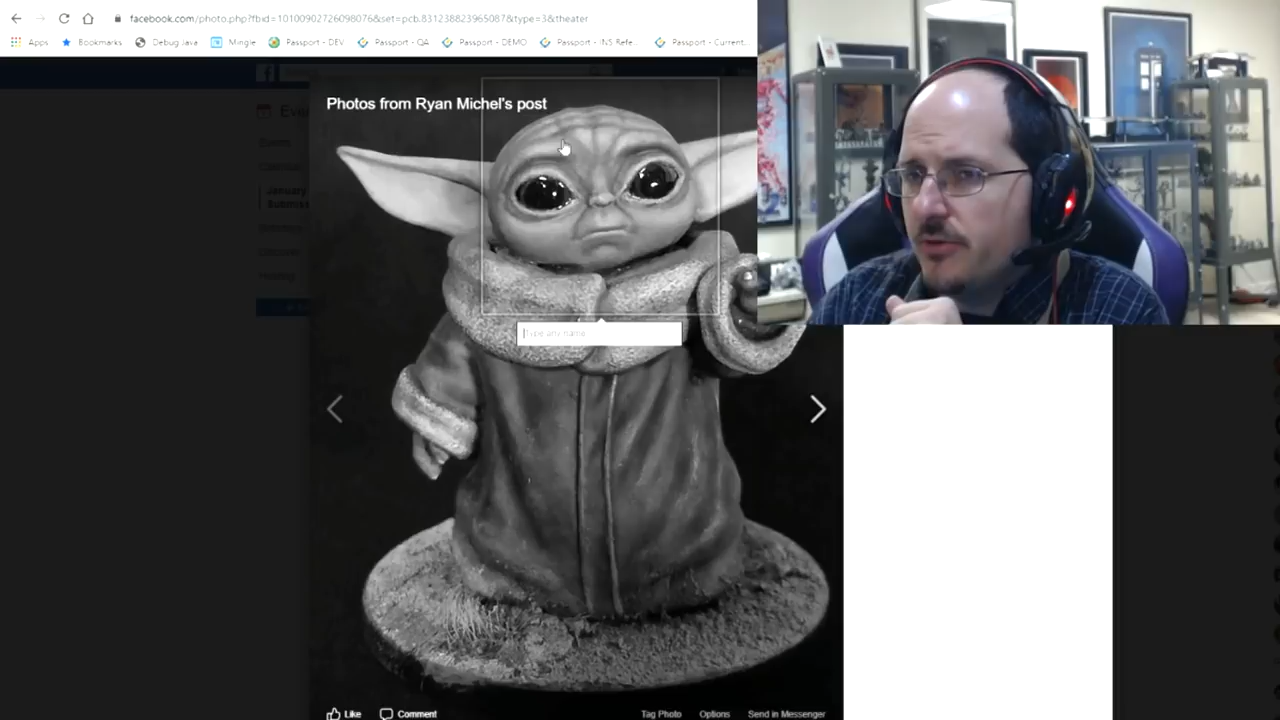 facebook.com/photo.php?fbid=10100902726098076&set=pcb.831238823965087&type=3&theater
Apps Bookmarks Debug Java Mingle Passport - DEV Passport - QA Passport - DEMO Passport - INS Refe... Passport - Current...
Photos from Ryan Michel's post
January
Type any name
Like Comment Tag Photo Options Send in Messenger